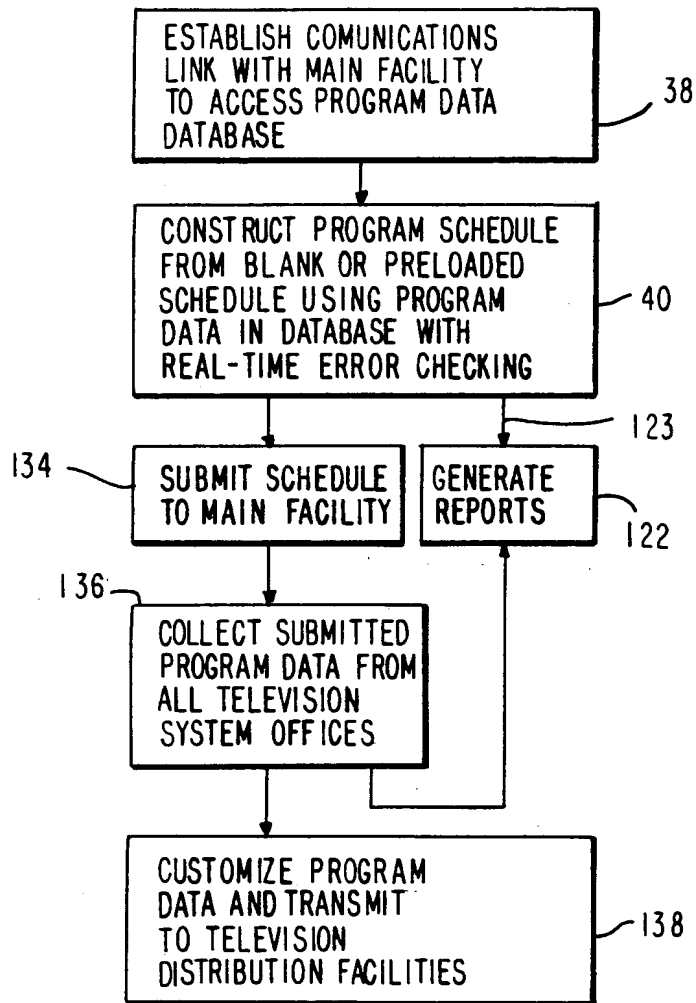 ESTABLISH COMUNICATIONS
LINK WITH MAIN FACILITY
TO ACCESS PROGRAM DATA
DATABASE
38
CONSTRUCT PROGRAM SCHEDULE
FROM BLANK OR PRELOADED
SCHEDULE USING PROGRAM
DATA IN DATABASE WITH
REAL-TIME ERROR CHECKING
40
123
134
SUBMIT SCHEDULE
TO MAIN FACILITY
GENERATE
REPORTS
122
136
COLLECT SUBMITTED
PROGRAM DATA FROM
ALL TELEVISION
SYSTEM OFFICES
CUSTOMIZE PROGRAM
DATA AND TRANSMIT
TO TELEVISION
DISTRIBUTION FACILITIES
138